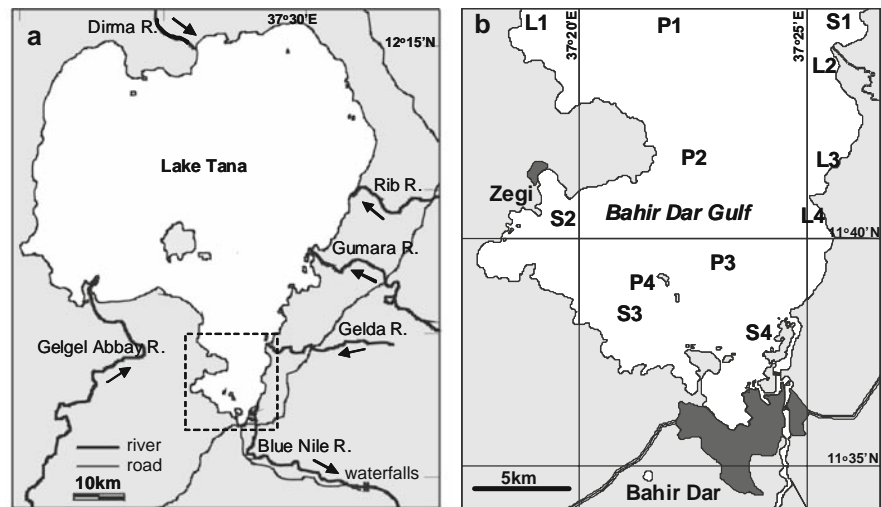 a
Dirma R.
37°30'E
12°15'N
Lake Tana
Rib R.
Gumara R.
Gelda R.
Gelgel Abbay R.
Blue Nile R.
waterfalls
river
road
10km
b
L1
37°20'E
P1
37°25'E
S1
L2
P2
L3
Zegi
S2
Bahir Dar Gulf
L4
11°40'N
P3
P4
S3
S4
11°35'N
5km
Bahir Dar